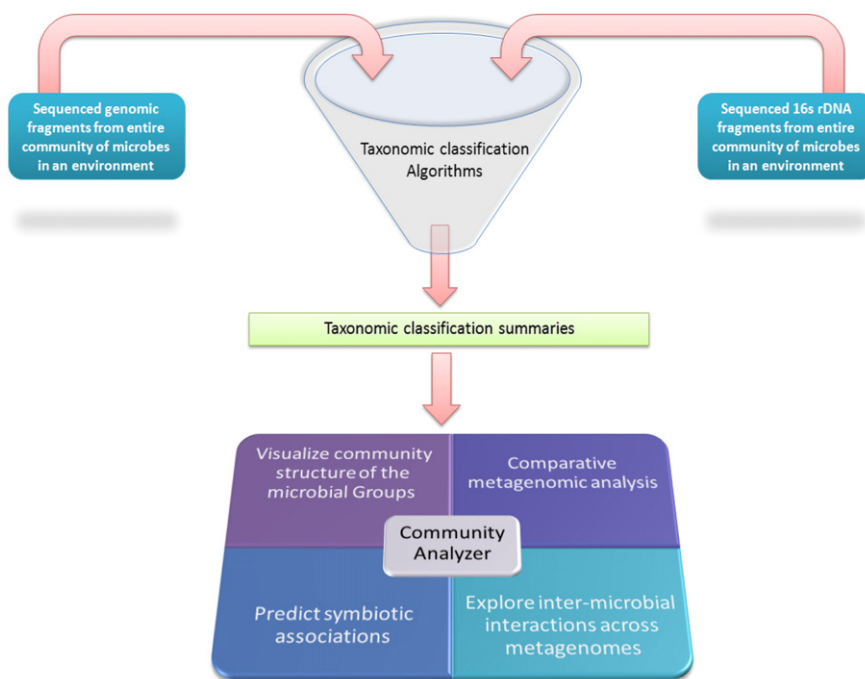 Sequenced genomic
fragments from entire
community of microbes
in an environment
Taxonomic classification
Algorithms
Sequenced 16s rDNA
fragments from entire
community of microbes
in an environment
Taxonomic classification summaries
Visualize community
structure of the
microbial Groups
Comparative
metagenomic analysis
Community
Analyzer
Predict symbiotic
associations
Explore inter-microbial
interactions across
metagenomes